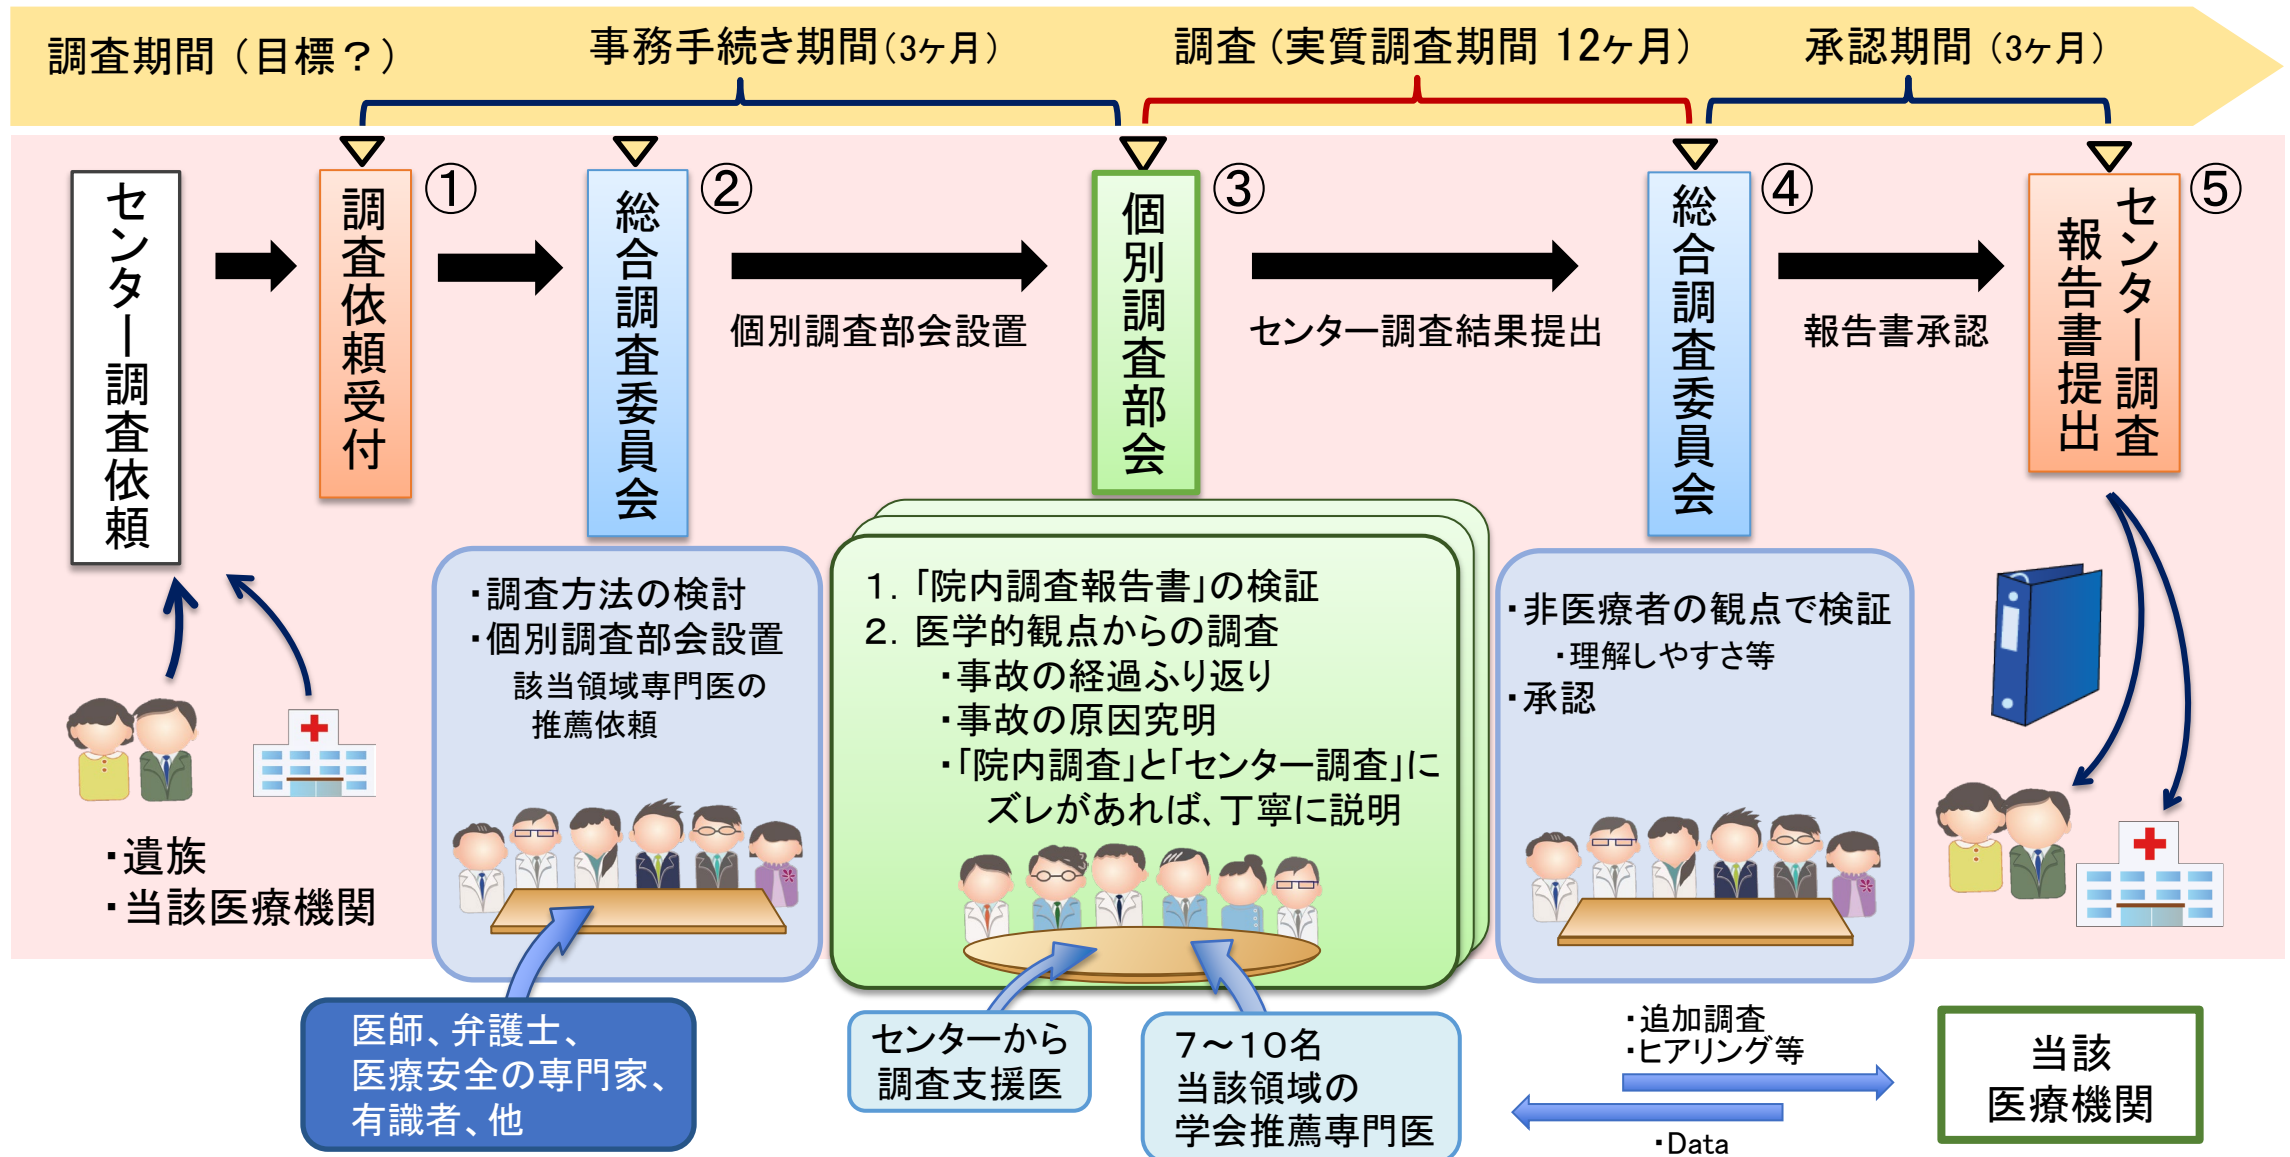 調査期間（目標？）
事務手続き期間（3ヶ月）
調査（実質調査期間 12ヶ月）
承認期間（3ヶ月）
センター調査依頼
調査依頼受付
①
総合調査委員会
②
個別調査部会設置
個別調査部会
③
センター調査結果提出
総合調査委員会
④
報告書承認
センター調査
報告書提出
⑤
・遺族
・当該医療機関
・調査方法の検討
・個別調査部会設置
該当領域専門医の
推薦依頼
1．「院内調査報告書」の検証
2．医学的観点からの調査
・事故の経過ふり返り
・事故の原因究明
・「院内調査」と「センター調査」に
ズレがあれば、丁寧に説明
・非医療者の観点で検証
・理解しやすさ等
・承認
医師、弁護士、
医療安全の専門家、
有識者、他
センターから
調査支援医
7～10名
当該領域の
学会推薦専門医
・追加調査
・ヒアリング等
・Data
当該
医療機関